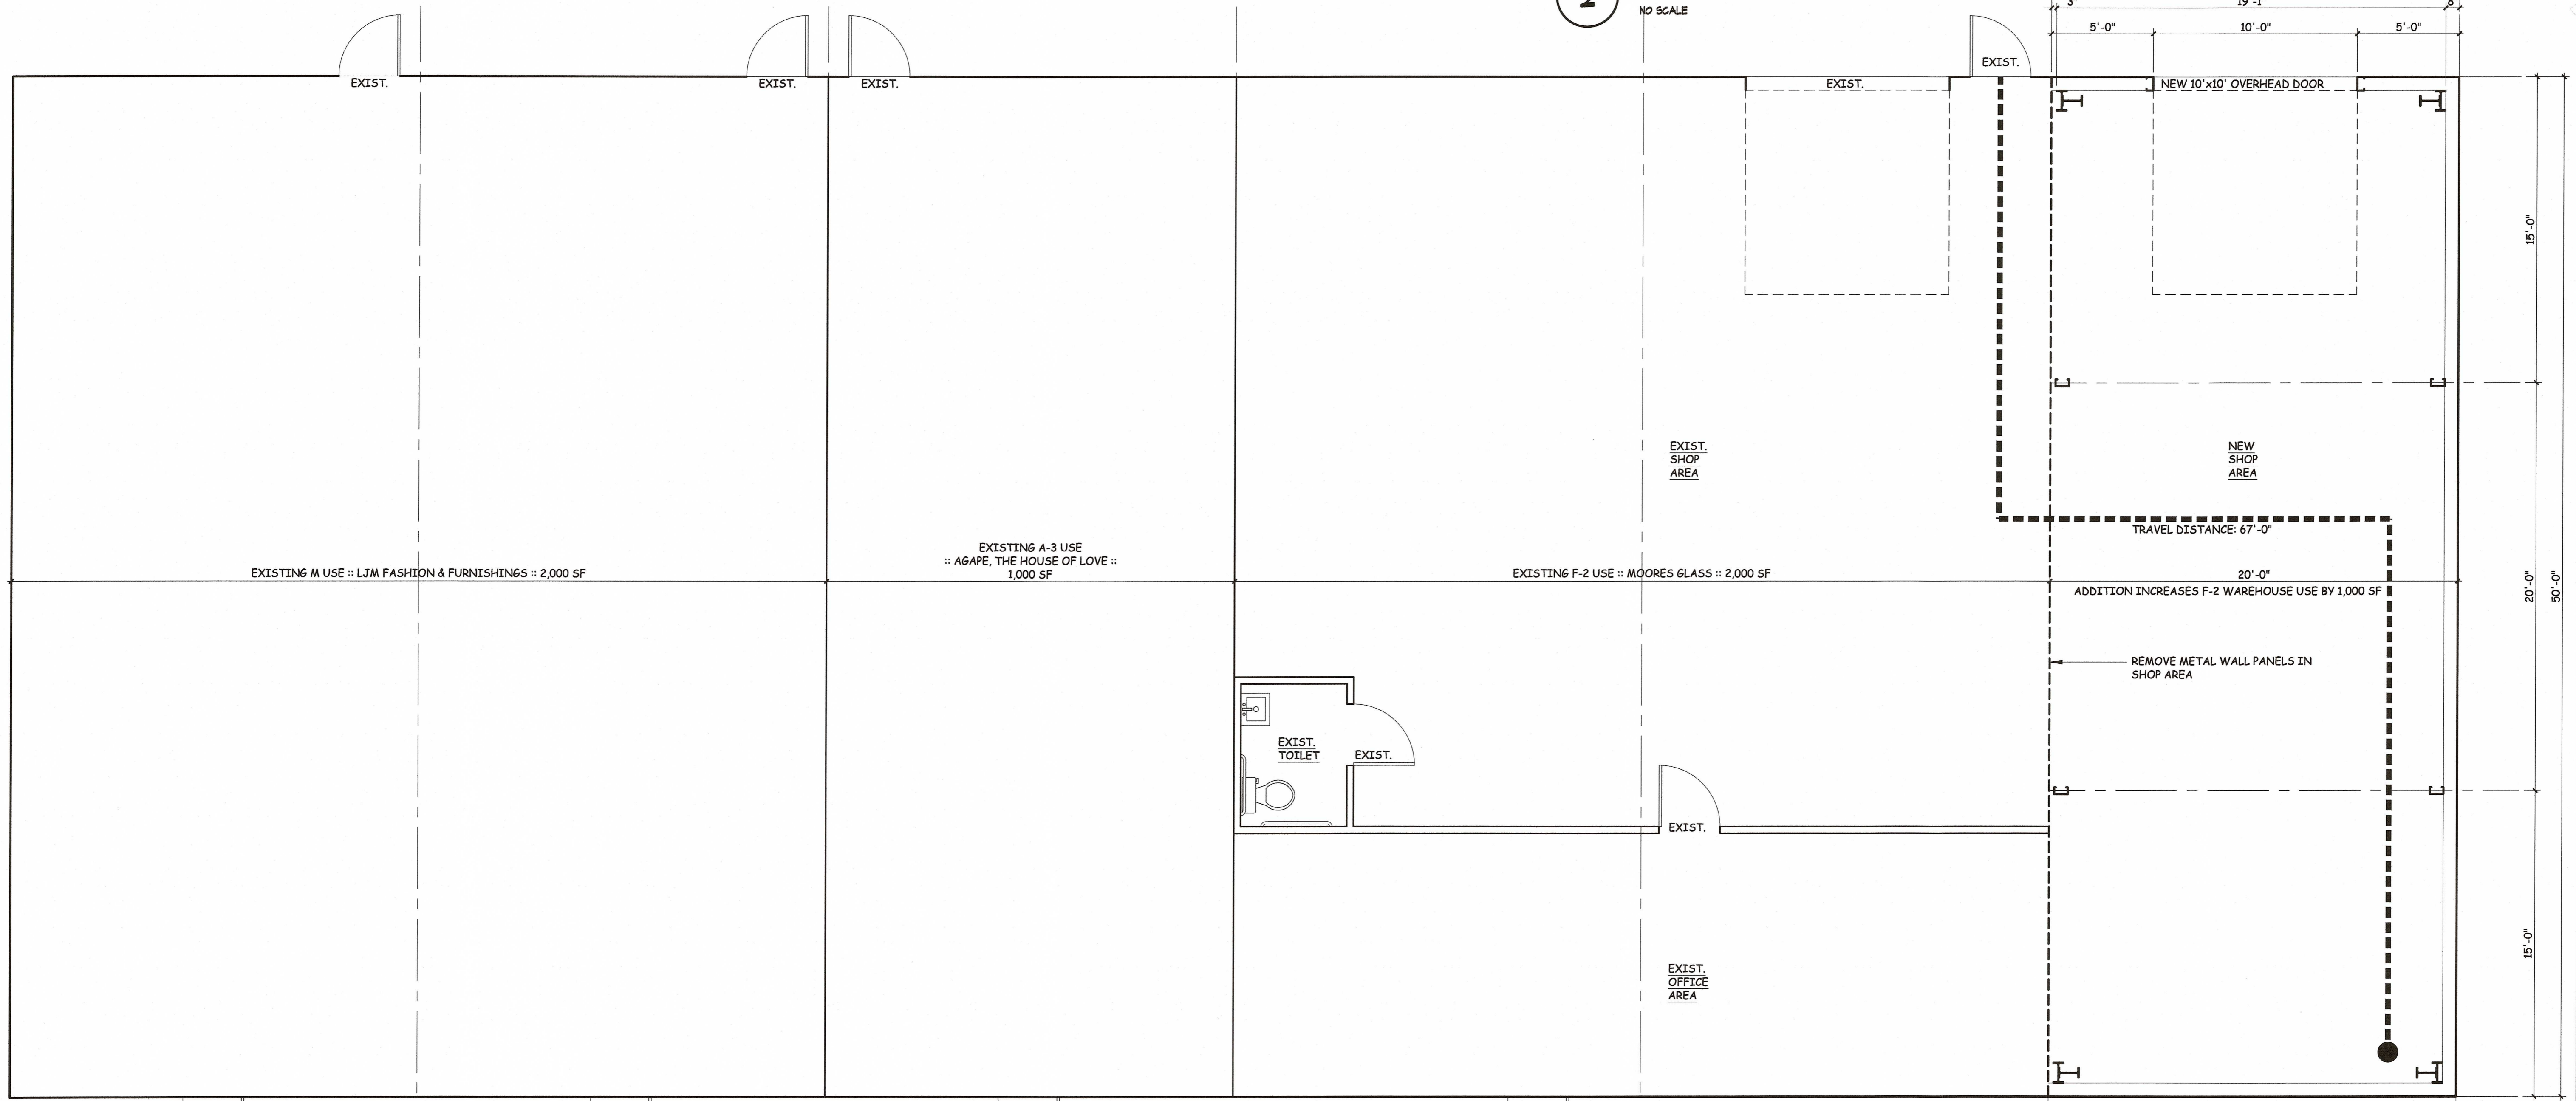 NO SCALE
3"
19'-1"
8"
5'-0"
10'-0"
5'-0"
EXIST.
EXIST.
EXIST.
EXIST.
EXIST.
NEW 10'x10' OVERHEAD DOOR
15'-0"
EXIST.
SHOP
AREA
NEW
SHOP
AREA
TRAVEL DISTANCE: 67'-0"
EXISTING M USE :: LJM FASHION & FURNISHINGS :: 2,000 SF
EXISTING A-3 USE
:: AGAPE, THE HOUSE OF LOVE ::
1,000 SF
EXISTING F-2 USE :: MOORES GLASS :: 2,000 SF
20'-0"
ADDITION INCREASES F-2 WAREHOUSE USE BY 1,000 SF
20'-0"
50'-0"
REMOVE METAL WALL PANELS IN
SHOP AREA
EXIST.
TOILET
EXIST.
EXIST.
EXIST.
OFFICE
AREA
15'-0"